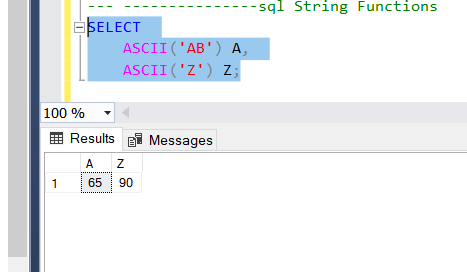 --- ---------------sql String Functions
SELECT
ASCII('AB') A,
ASCII('Z') Z;
100 %
Results Messages
A Z
1 65 90